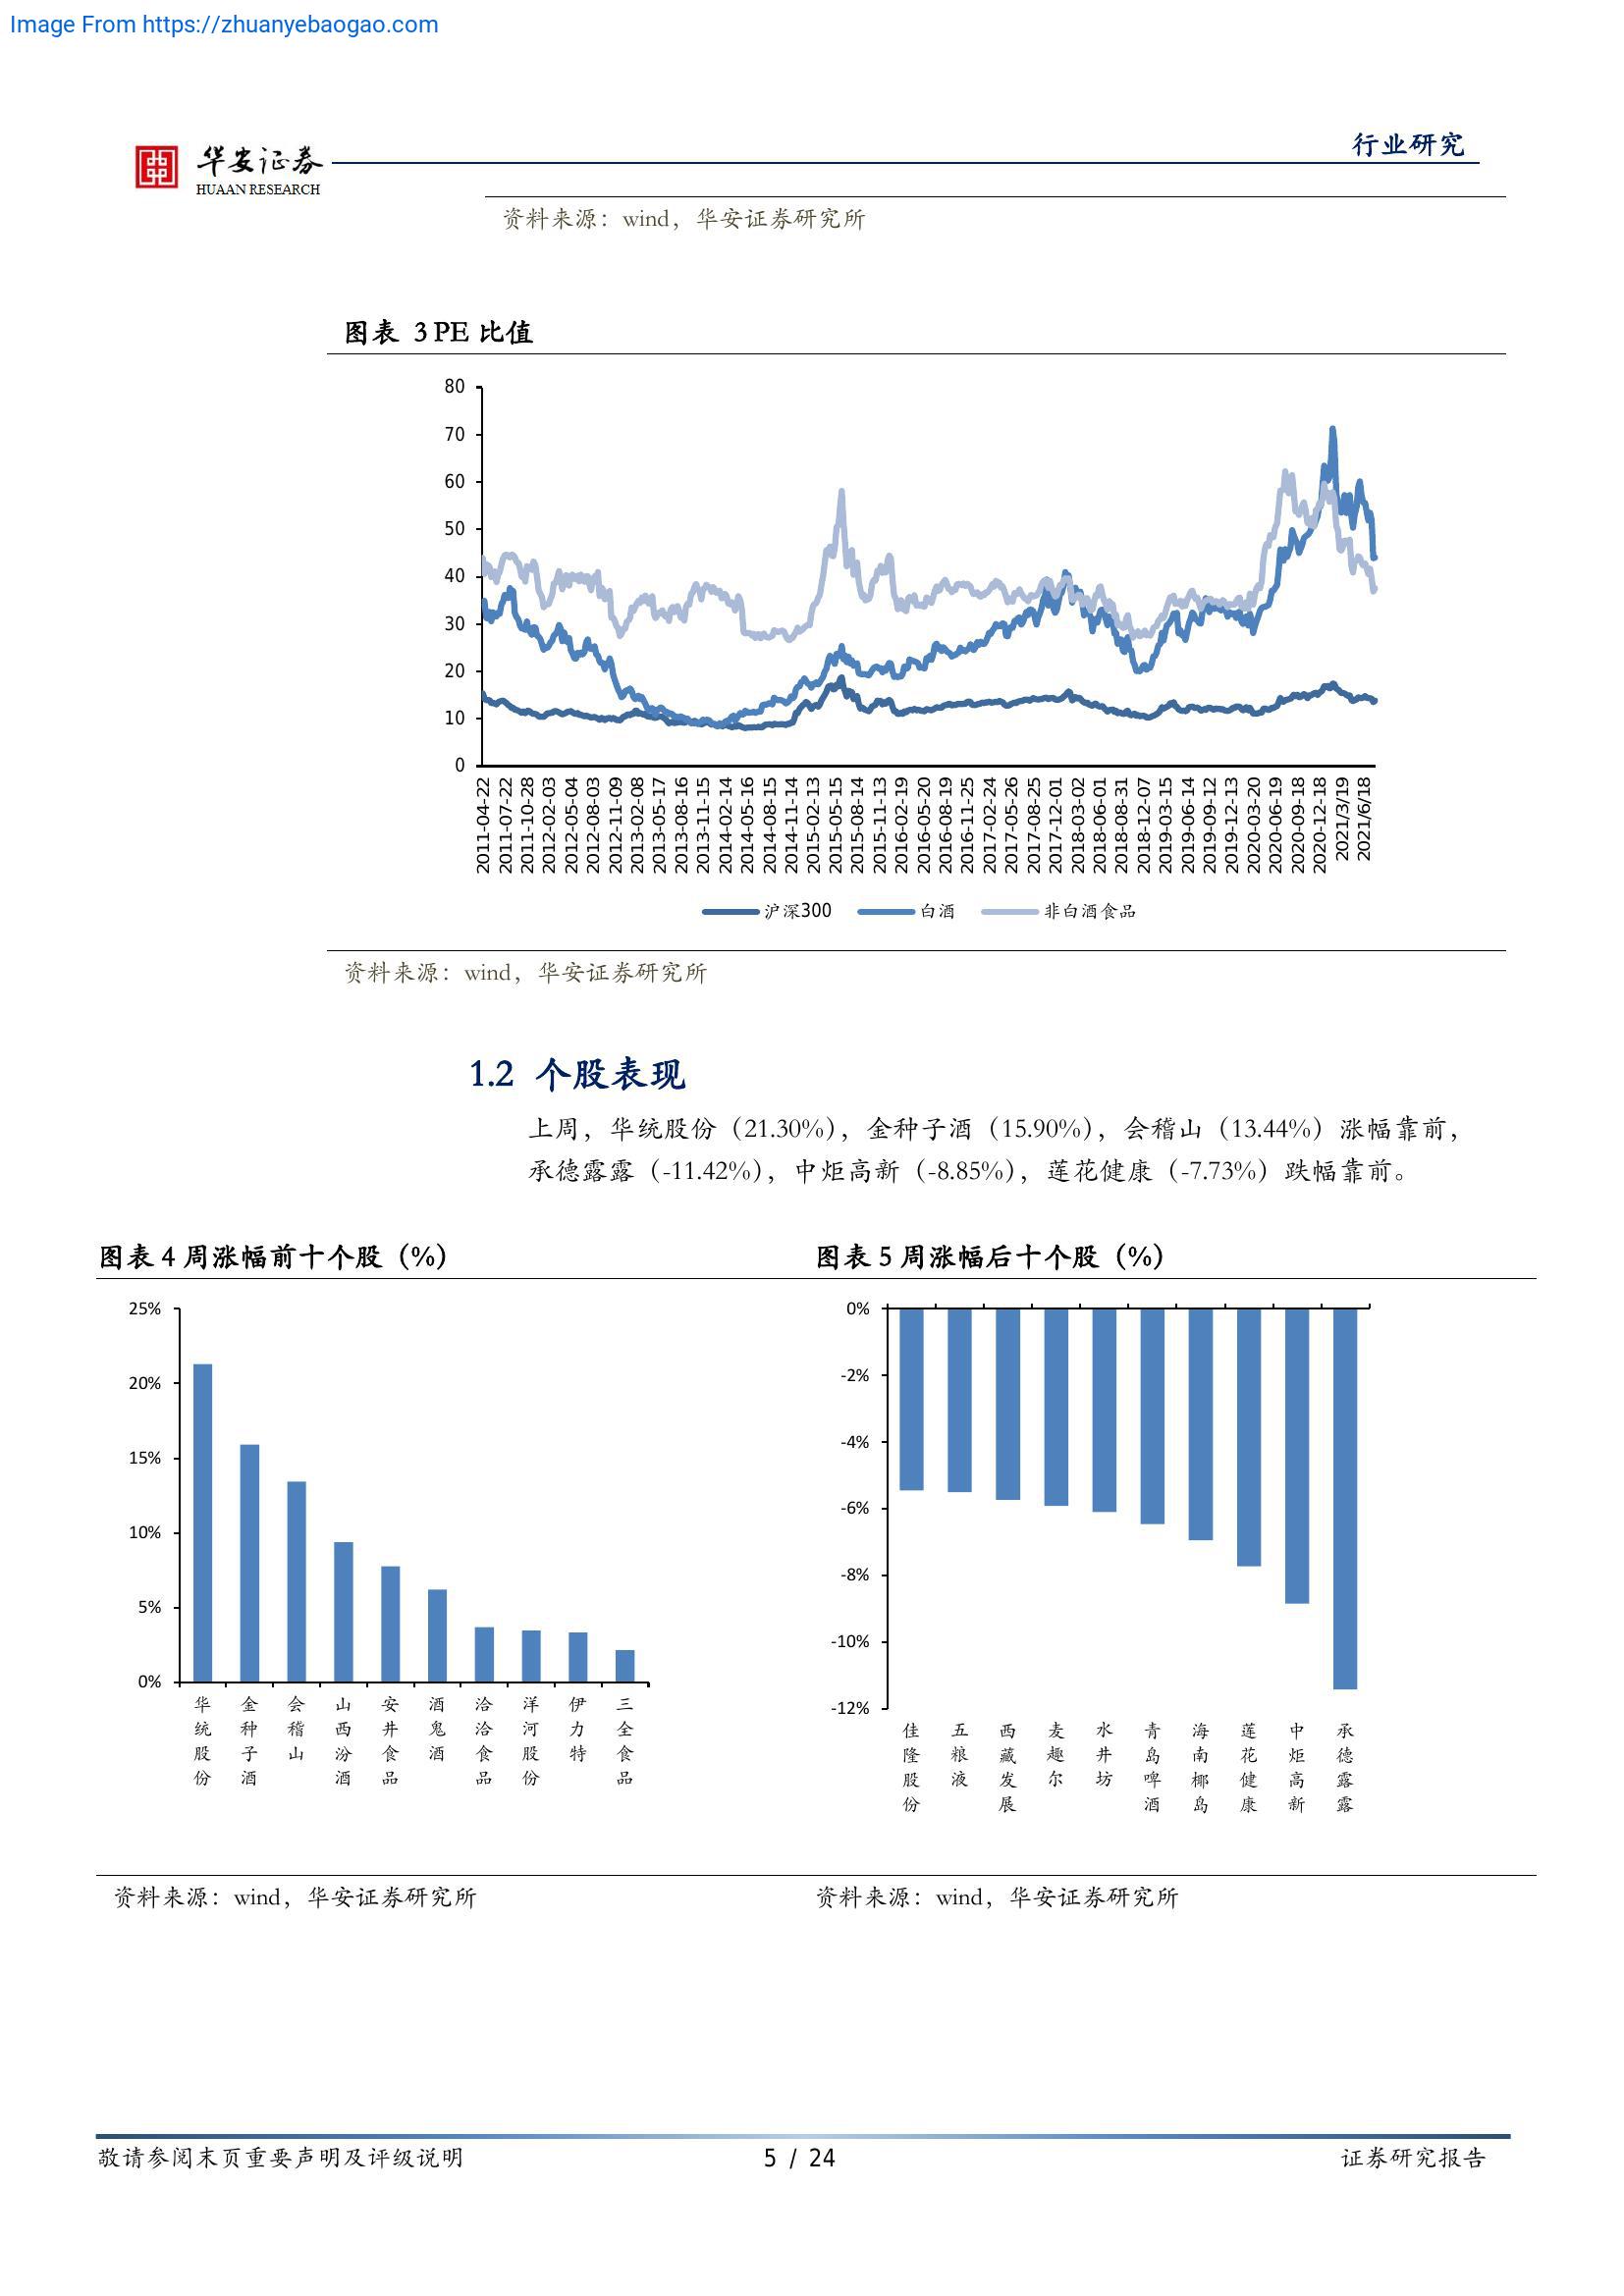 Image From https://zhuanyebaogao.com
华安证券
HUAAN RESEARCH
行业研究
资料来源：wind，华安证券研究所
图表 3 PE 比值
80
70
60
50
40
30
20
10
0
2011-04-22
2011-07-22
2011-10-28
2012-02-03
2012-05-04
2012-08-03
2012-11-09
2013-02-08
2013-05-17
2013-08-16
2013-11-15
2014-02-14
2014-05-16
2014-08-15
2014-11-14
2015-02-13
2015-05-15
2015-08-14
2015-11-13
2016-02-19
2016-05-20
2016-08-19
2016-11-25
2017-02-24
2017-05-26
2017-08-25
2017-12-01
2018-03-02
2018-06-01
2018-08-31
2018-12-07
2019-03-15
2019-06-14
2019-09-12
2019-12-13
2020-03-20
2020-06-19
2020-09-18
2020-12-18
2021/3/19
2021/6/18
沪深300 白酒 非白酒食品
资料来源：wind，华安证券研究所
1.2 个股表现
上周，华统股份（21.30%），金种子酒（15.90%），会稽山（13.44%）涨幅靠前，
承德露露（-11.42%），中炬高新（-8.85%），莲花健康（-7.73%）跌幅靠前。
图表 4 周涨幅前十个股（%）
25%
20%
15%
10%
5%
0%
华统股份
金种子酒
会稽山
山西汾酒
安井食品
酒鬼酒
洽洽食品
洋河股份
伊力特
三全食品
资料来源：wind，华安证券研究所
图表 5 周涨幅后十个股（%）
0%
-2%
-4%
-6%
-8%
-10%
-12%
佳隆股份
五粮液
西藏发展
麦趣尔
水井坊
青岛啤酒
海南椰岛
莲花健康
中炬高新
承德露露
资料来源：wind，华安证券研究所
敬请参阅末页重要声明及评级说明
5 / 24
证券研究报告